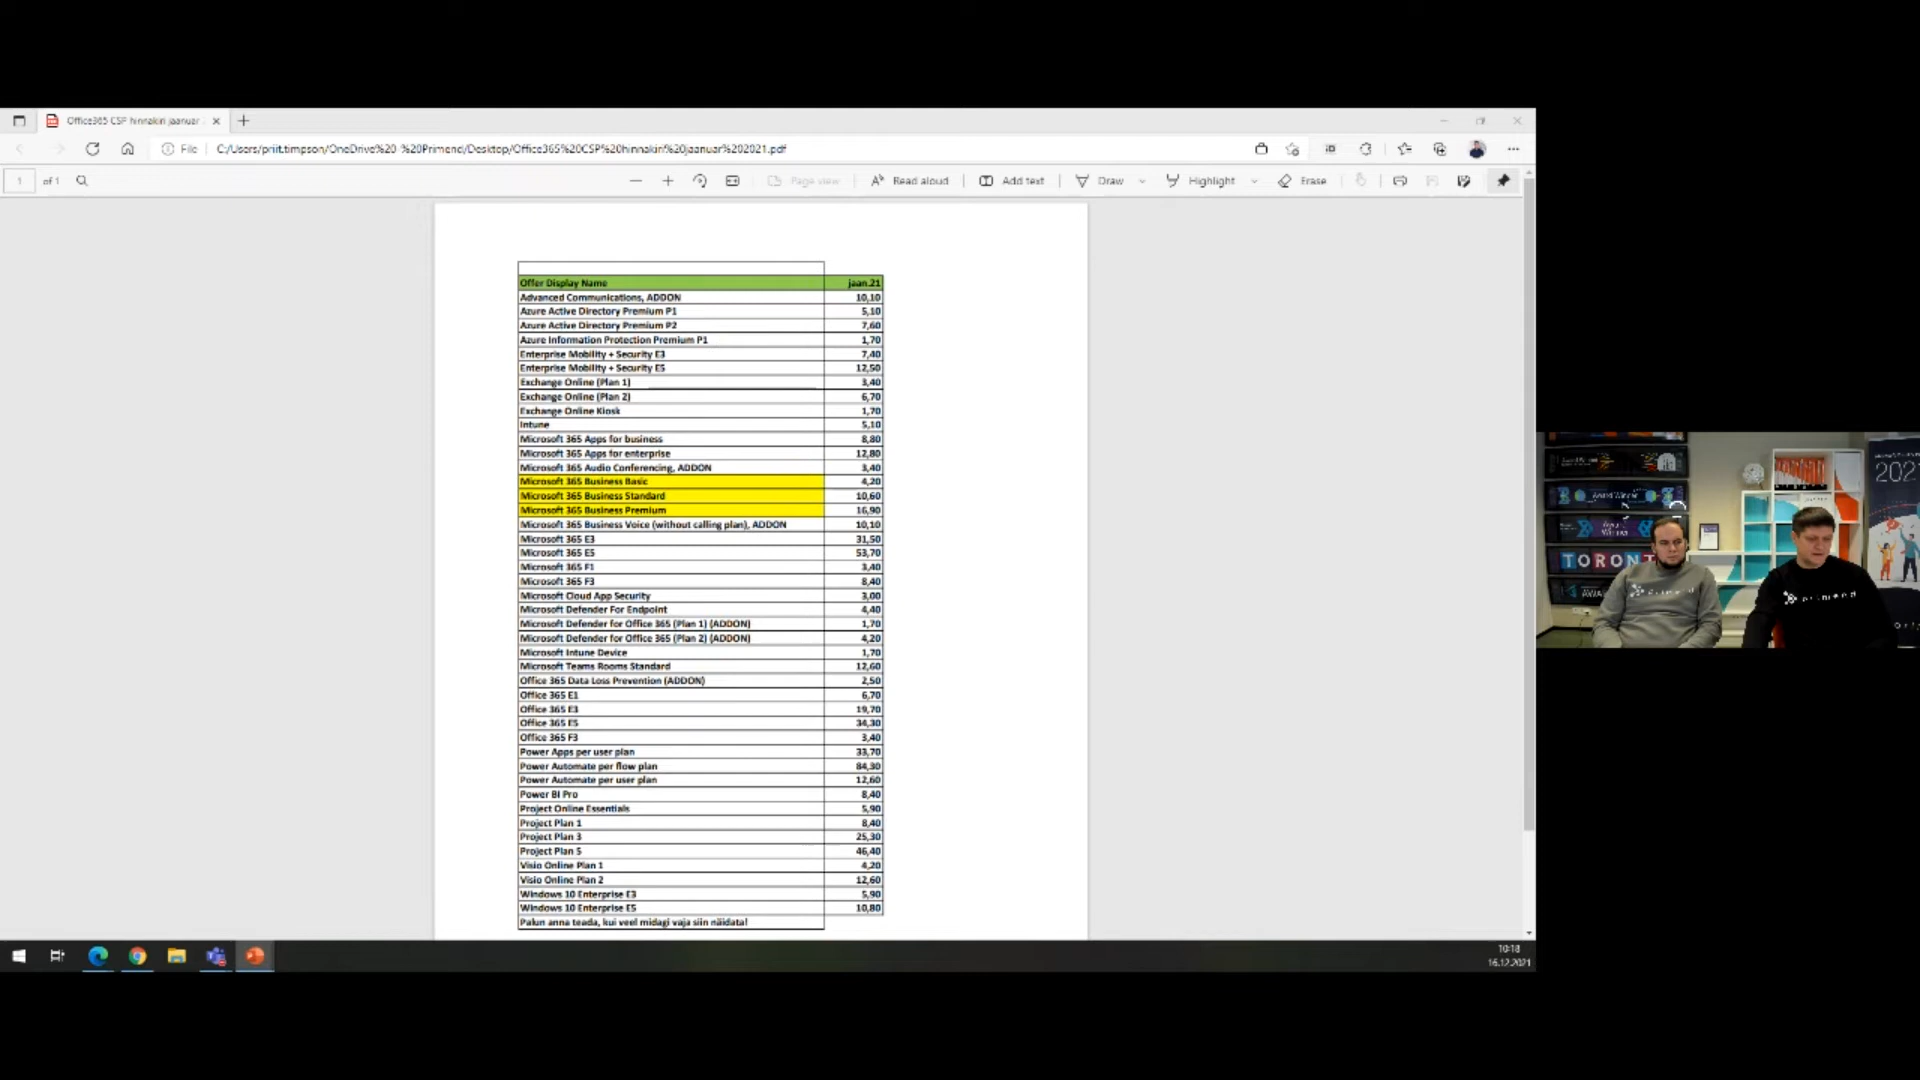 Office365 CSP hinnakiri jaanuar
File
C:/Users/priit.timpson/OneDrive%20-%20Primend/Desktop/Office365%20CSP%20hinnakiri%20jaanuar%202021.pdf
1 of 1
Page view
Read aloud
Add text
Draw
Highlight
Erase
Offer Display Name jaan.21
Advanced Communications, ADDON 10,10
Azure Active Directory Premium P1 5,10
Azure Active Directory Premium P2 7,60
Azure Information Protection Premium P1 1,70
Enterprise Mobility + Security E3 7,40
Enterprise Mobility + Security E5 12,50
Exchange Online (Plan 1) 3,40
Exchange Online (Plan 2) 6,70
Exchange Online Kiosk 1,70
Intune 5,10
Microsoft 365 Apps for business 8,80
Microsoft 365 Apps for enterprise 12,80
Microsoft 365 Audio Conferencing, ADDON 3,40
Microsoft 365 Business Basic 4,20
Microsoft 365 Business Standard 10,60
Microsoft 365 Business Premium 16,90
Microsoft 365 Business Voice (without calling plan), ADDON 10,10
Microsoft 365 E3 31,50
Microsoft 365 E5 53,70
Microsoft 365 F1 3,40
Microsoft 365 F3 8,40
Microsoft Cloud App Security 3,00
Microsoft Defender For Endpoint 4,40
Microsoft Defender for Office 365 (Plan 1) (ADDON) 1,70
Microsoft Defender for Office 365 (Plan 2) (ADDON) 4,20
Microsoft Intune Device 1,70
Microsoft Teams Rooms Standard 12,60
Office 365 Data Loss Prevention (ADDON) 2,50
Office 365 E1 6,70
Office 365 E3 19,70
Office 365 E5 34,30
Office 365 F3 3,40
Power Apps per user plan 33,70
Power Automate per flow plan 84,30
Power Automate per user plan 12,60
Power BI Pro 8,40
Project Online Essentials 5,90
Project Plan 1 8,40
Project Plan 3 25,30
Project Plan 5 46,40
Visio Online Plan 1 4,20
Visio Online Plan 2 12,60
Windows 10 Enterprise E3 5,90
Windows 10 Enterprise E5 10,80
Palun anna teada, kui veel midagi vaja siin näidata!
10:18
16.12.2021
Award Winner
Award Winner
TORONT
202
primend
primend